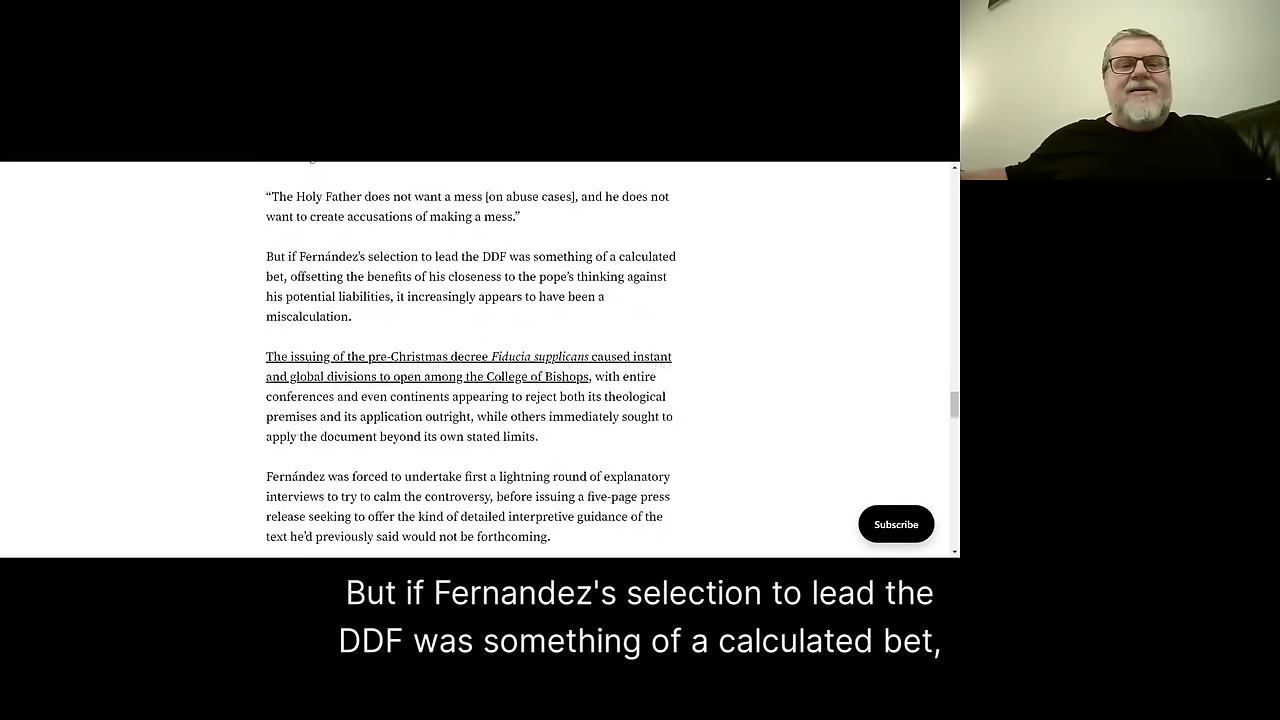 “The Holy Father does not want a mess [on abuse cases], and he does not
want to create accusations of making a mess.”
But if Fernández’s selection to lead the DDF was something of a calculated
bet, offsetting the benefits of his closeness to the pope’s thinking against
his potential liabilities, it increasingly appears to have been a
miscalculation.
The issuing of the pre-Christmas decree Fiducia supplicans caused instant
and global divisions to open among the College of Bishops, with entire
conferences and even continents appearing to reject both its theological
premises and its application outright, while others immediately sought to
apply the document beyond its own stated limits.
Fernández was forced to undertake first a lightning round of explanatory
interviews to try to calm the controversy, before issuing a five-page press
release seeking to offer the kind of detailed interpretive guidance of the
text he’d previously said would not be forthcoming.
Subscribe
But if Fernandez's selection to lead the
DDF was something of a calculated bet,